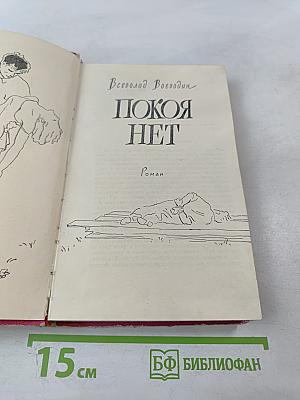 Всеволод Воеводин
ПОКОЯ
НЕТ
Роман
15 см
БФ БИБЛИОФАН